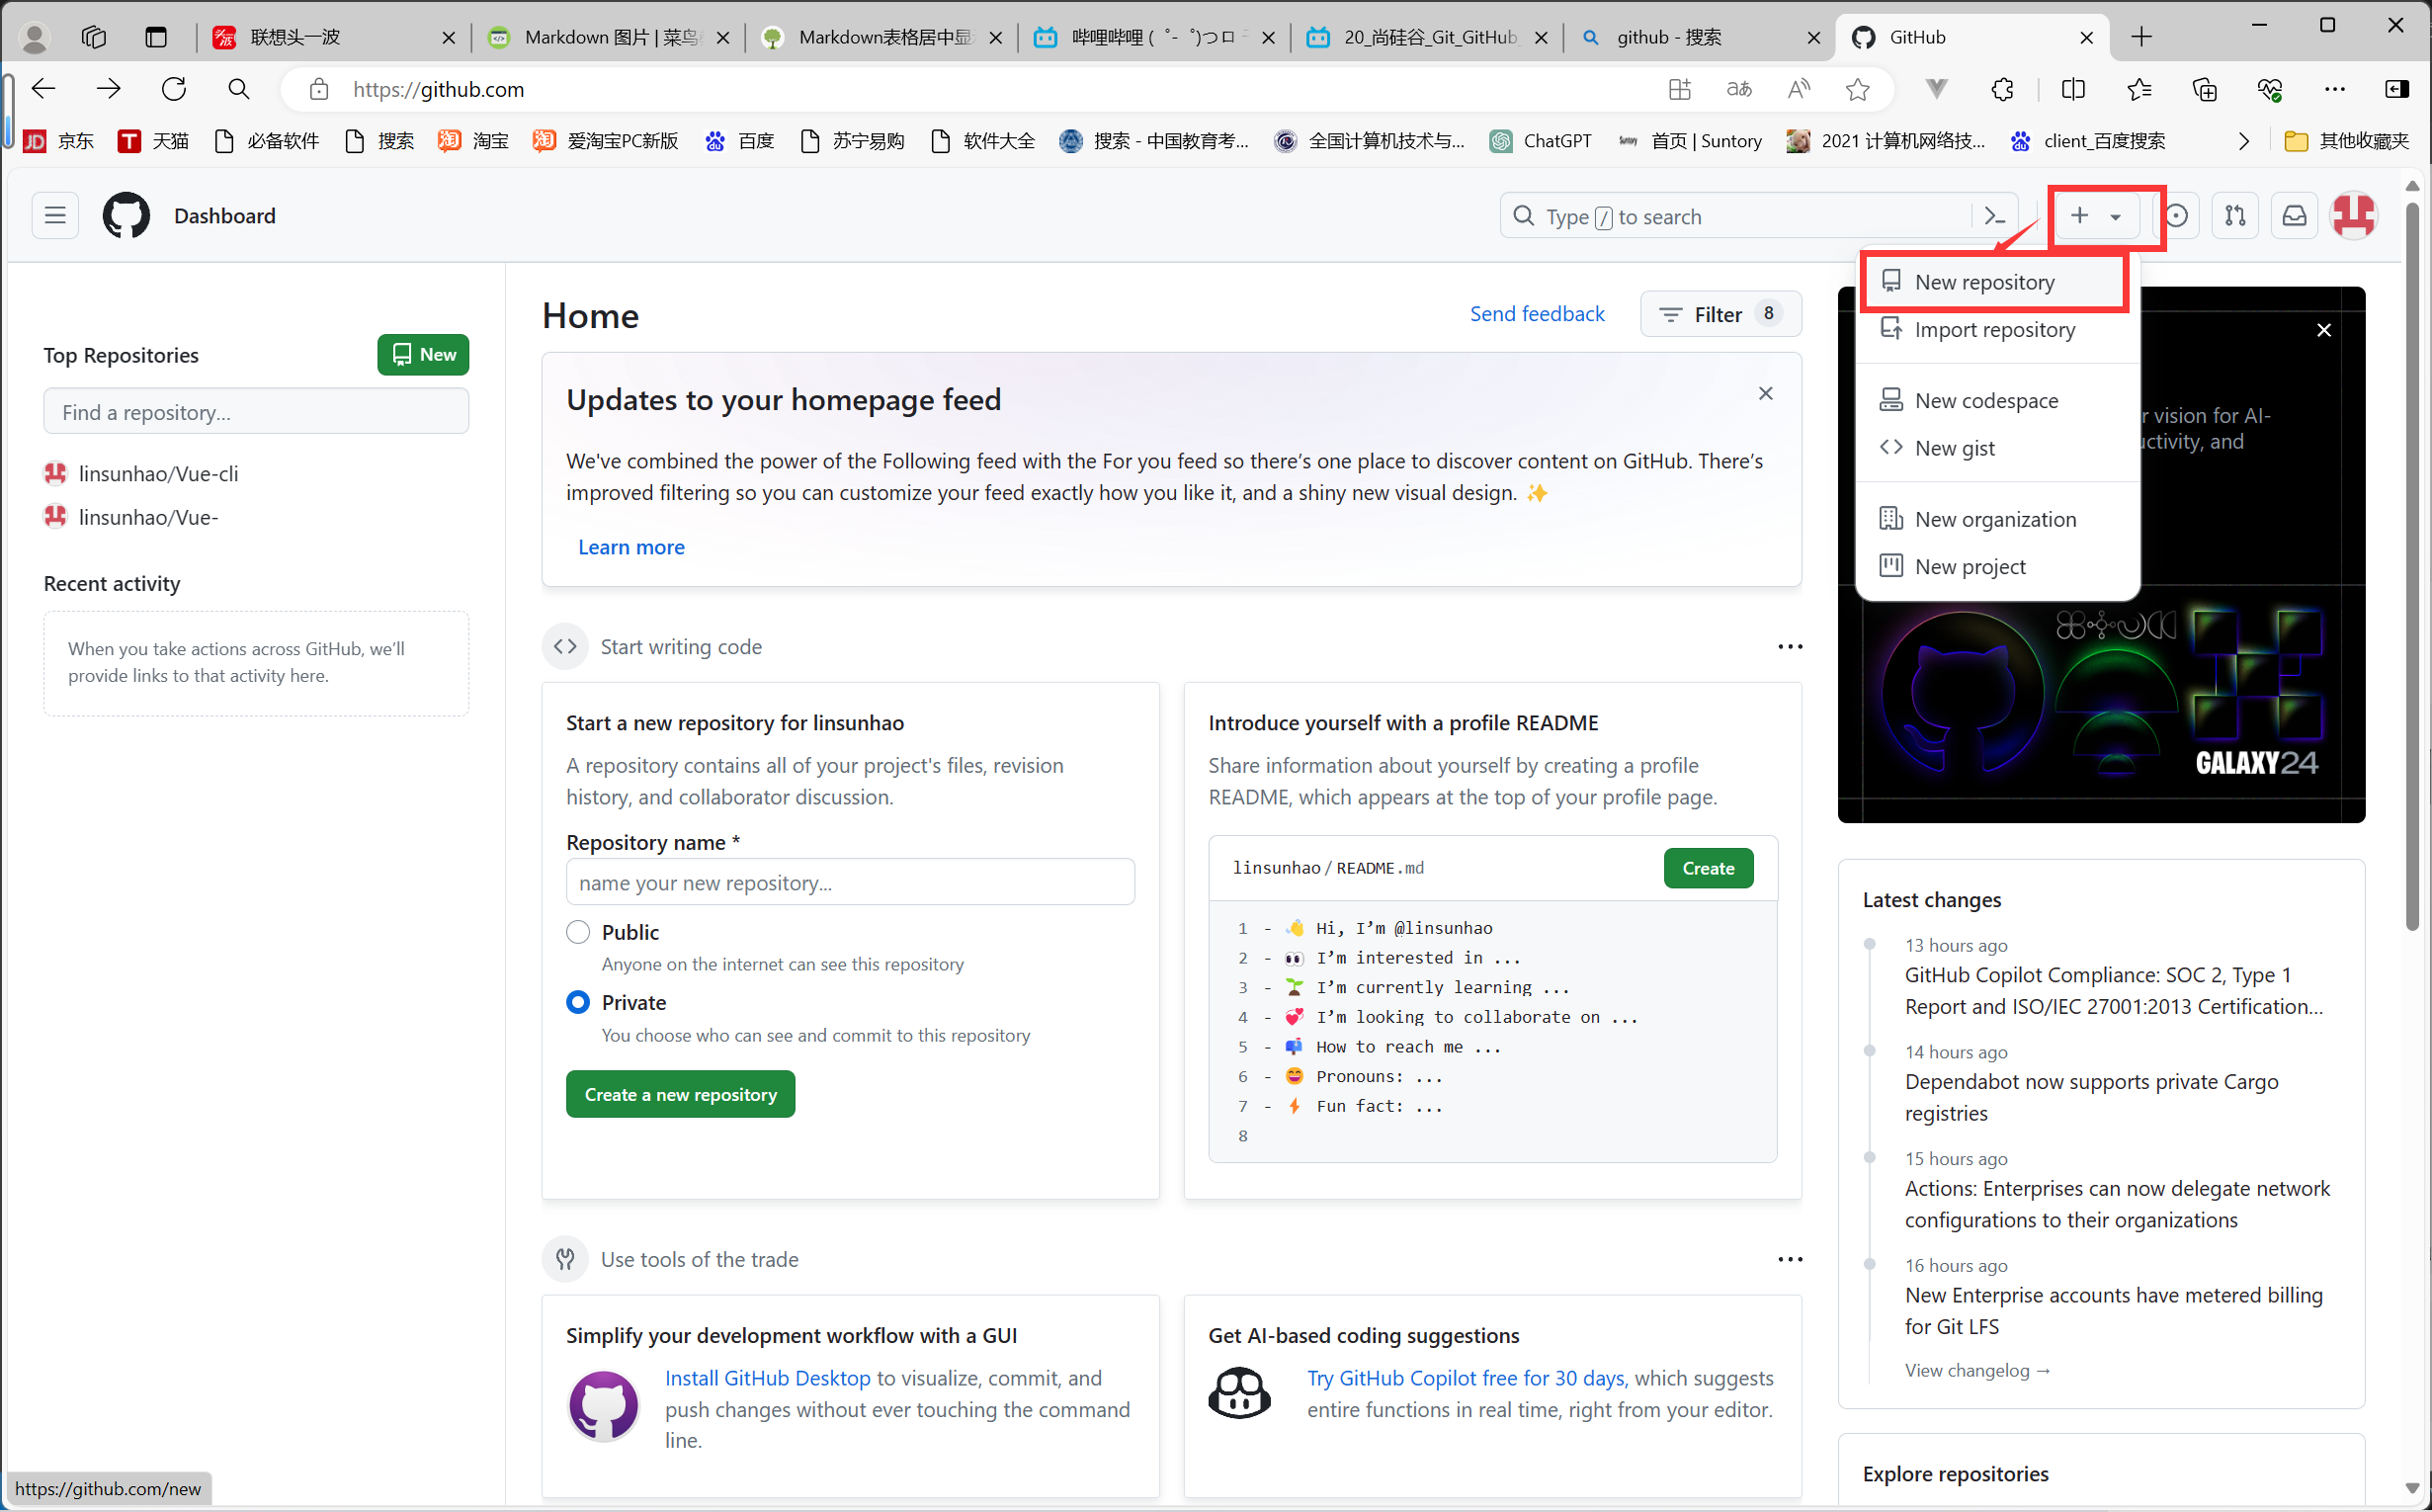 联想头一波
Markdown 图片 | 菜鸟
Markdown表格居中显
哔哩哔哩 ( ゜- ゜)つロ
20_尚硅谷_Git_GitHub
github - 搜索
GitHub
https://github.com
京东
天猫
必备软件
搜索
淘宝
爱淘宝PC新版
百度
苏宁易购
软件大全
搜索 - 中国教育考...
全国计算机技术与...
ChatGPT
首页 | Suntory
2021 计算机网络技...
client_百度搜索
其他收藏夹
Dashboard
Type / to search
New repository
Import repository
New codespace
New gist
New organization
New project
Top Repositories
New
Find a repository...
linsunhao/Vue-cli
linsunhao/Vue-
Recent activity
When you take actions across GitHub, we'll
provide links to that activity here.
Home
Send feedback
Filter 8
Updates to your homepage feed
We've combined the power of the Following feed with the For you feed so there's one place to discover content on GitHub. There's
improved filtering so you can customize your feed exactly how you like it, and a shiny new visual design. ✨
Learn more
Start writing code
Start a new repository for linsunhao
A repository contains all of your project's files, revision
history, and collaborator discussion.
Repository name *
name your new repository...
Public
Anyone on the internet can see this repository
Private
You choose who can see and commit to this repository
Create a new repository
Introduce yourself with a profile README
Share information about yourself by creating a profile
README, which appears at the top of your profile page.
linsunhao / README.md
Create
1 - 👋 Hi, I'm @linsunhao
2 - 👀 I'm interested in ...
3 - 🌱 I'm currently learning ...
4 - 💞️ I'm looking to collaborate on ...
5 - 📫 How to reach me ...
6 - 😄 Pronouns: ...
7 - ⚡ Fun fact: ...
8
Use tools of the trade
Simplify your development workflow with a GUI
Install GitHub Desktop to visualize, commit, and
push changes without ever touching the command
line.
Get AI-based coding suggestions
Try GitHub Copilot free for 30 days, which suggests
entire functions in real time, right from your editor.
r vision for AI-
uctivity, and
GALAXY24
Latest changes
13 hours ago
GitHub Copilot Compliance: SOC 2, Type 1
Report and ISO/IEC 27001:2013 Certification...
14 hours ago
Dependabot now supports private Cargo
registries
15 hours ago
Actions: Enterprises can now delegate network
configurations to their organizations
16 hours ago
New Enterprise accounts have metered billing
for Git LFS
View changelog →
Explore repositories
https://github.com/new